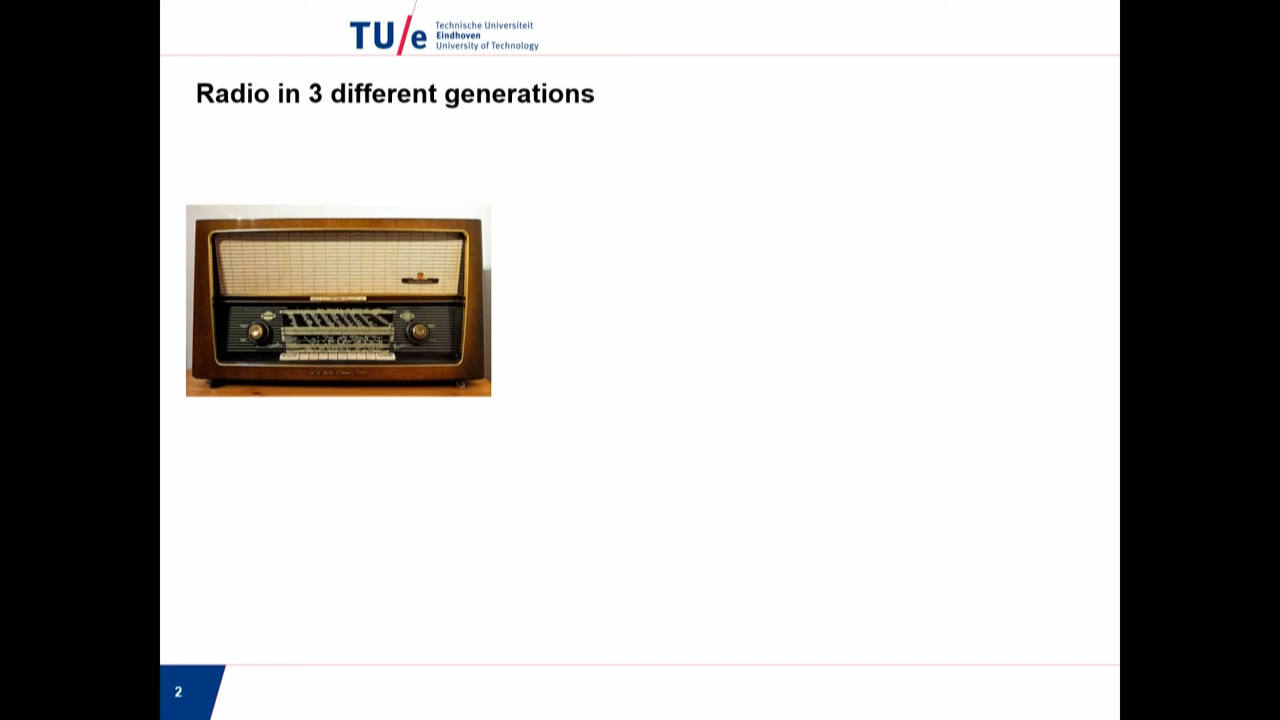 TU/e
Technische Universiteit
Eindhoven
University of Technology
Radio in 3 different generations
2